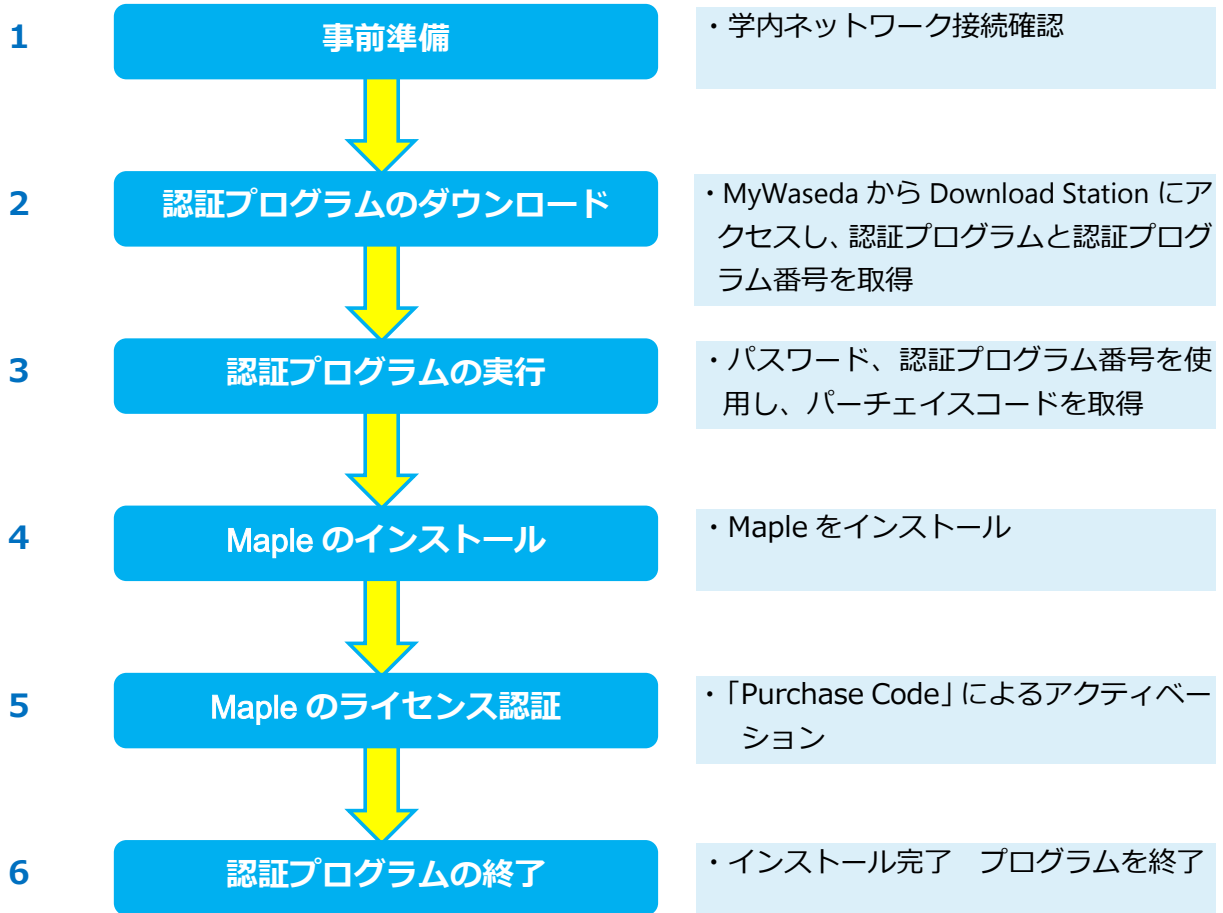 1
事前準備
・学内ネットワーク接続確認
2
認証プログラムのダウンロード
・MyWaseda から Download Station にア
クセスし、認証プログラムと認証プログ
ラム番号を取得
3
認証プログラムの実行
・パスワード、認証プログラム番号を使
用し、パーチェイスコードを取得
4
Maple のインストール
・Maple をインストール
5
Maple のライセンス認証
・「Purchase Code」によるアクティベー
ション
6
認証プログラムの終了
・インストール完了　プログラムを終了